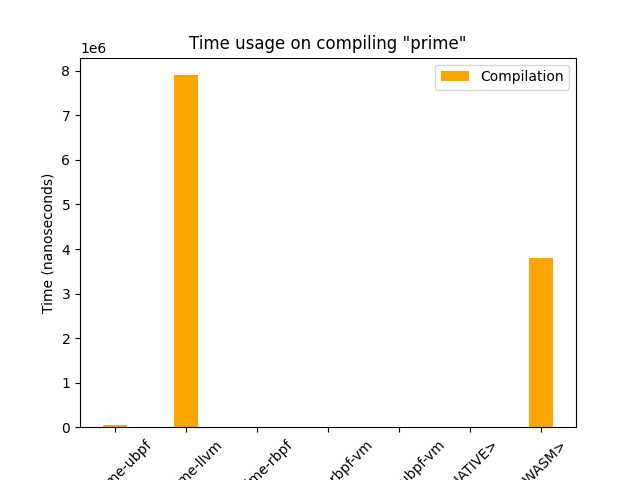 Time usage on compiling "prime"
1e6
Compilation
8
7
6
5
4
3
2
1
0
Time (nanoseconds)
me-ubpf
me-llvm
me-rbpf
rbpf-vm
ubpf-vm
NATIVE>
WASM>